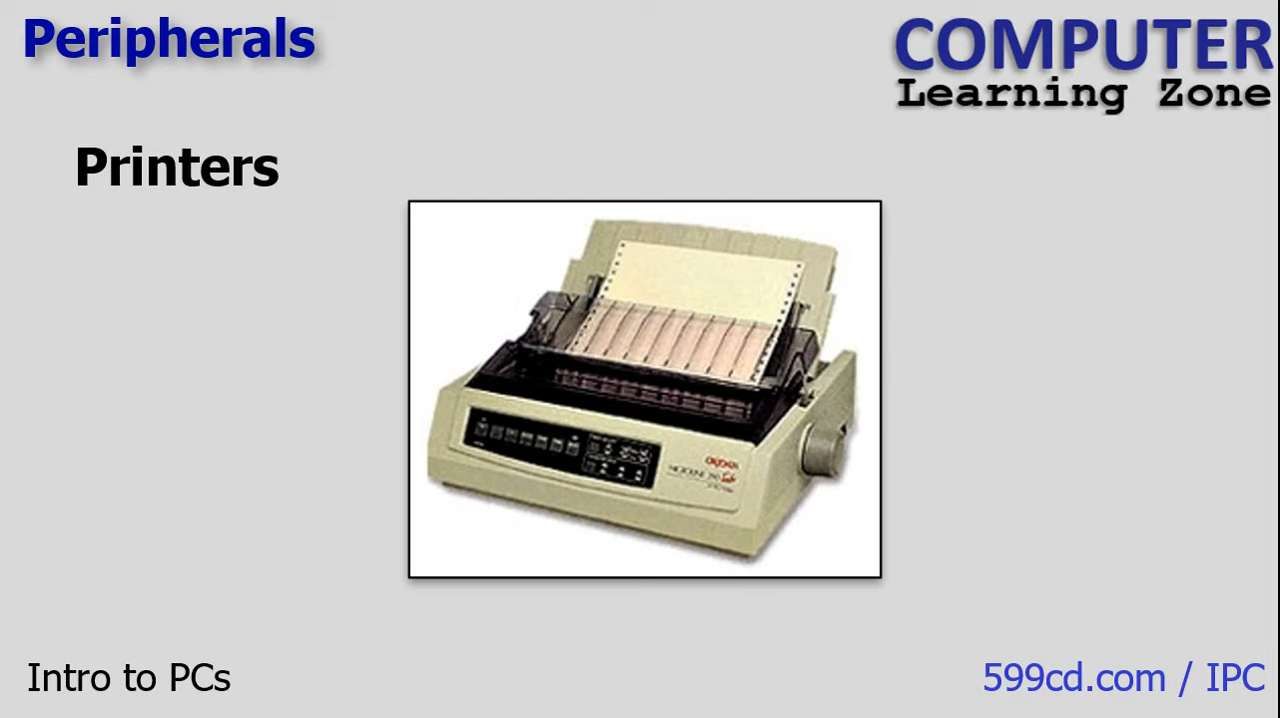 Peripherals
COMPUTER
Learning Zone
Printers
Intro to PCs
599cd.com / IPC